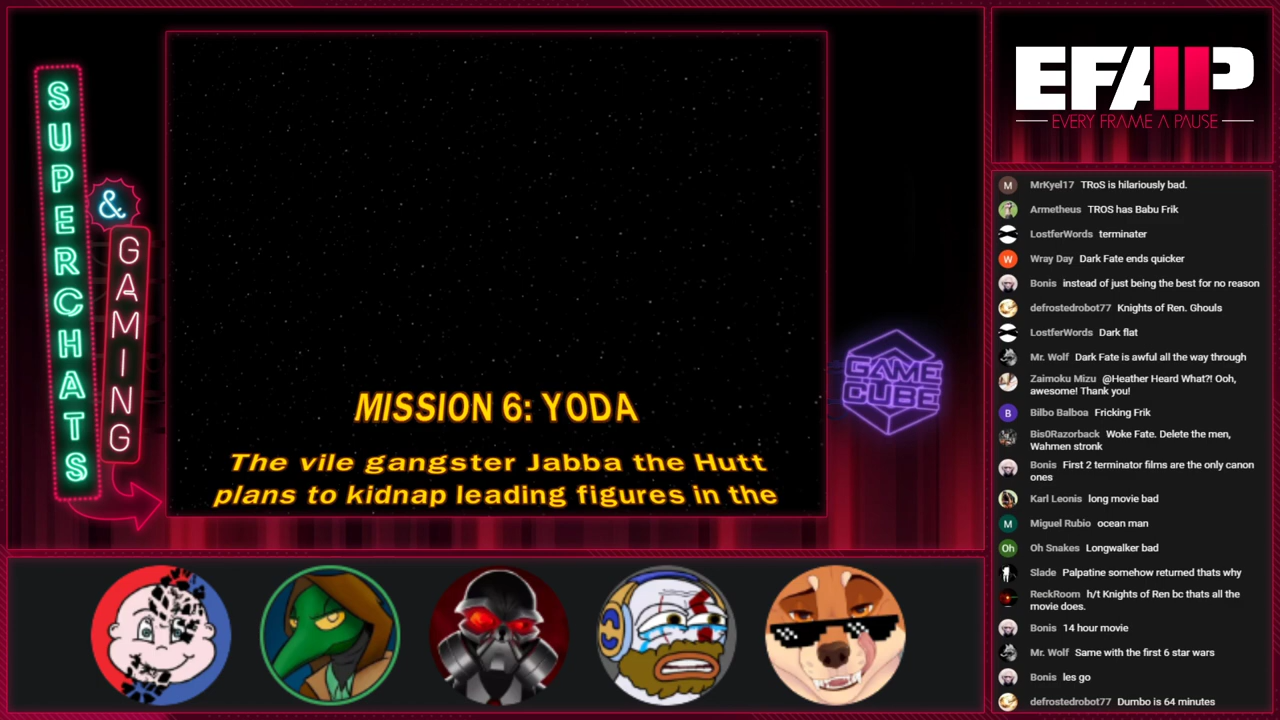 SUPERCHATS
&
GAMING
MISSION 6: YODA
The vile gangster Jabba the Hutt
plans to kidnap leading figures in the
GAME
CUBE
EFAP
EVERY FRAME A PAUSE
M MrKyel17 TRoS is hilariously bad.
Armetheus TROS has Babu Frik
LostferWords terminater
W Wray Day Dark Fate ends quicker
Bonis instead of just being the best for no reason
defrostedrobot77 Knights of Ren. Ghouls
LostferWords Dark flat
Mr. Wolf Dark Fate is awful all the way through
Zaimoku Mizu @Heather Heard What?! Ooh,
awesome! Thank you!
B Bilbo Balboa Fricking Frik
Bis0Razorback Woke Fate. Delete the men,
Wahmen stronk
Bonis First 2 terminator films are the only canon
ones
Karl Leonis long movie bad
M Miguel Rubio ocean man
Oh Oh Snakes Longwalker bad
Slade Palpatine somehow returned thats why
ReckRoom h/t Knights of Ren bc thats all the
movie does.
Bonis 14 hour movie
Mr. Wolf Same with the first 6 star wars
Bonis les go
defrostedrobot77 Dumbo is 64 minutes